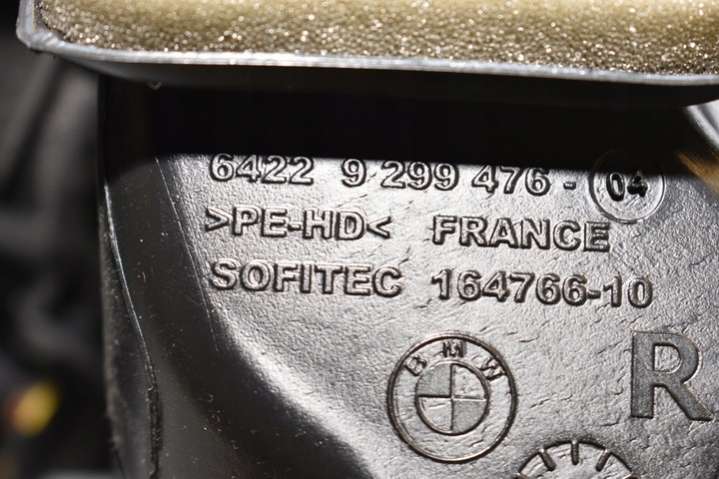 6422 9 299 476 - 04
>PE-HD< FRANCE
SOFITEC 164766-10
BMW
R